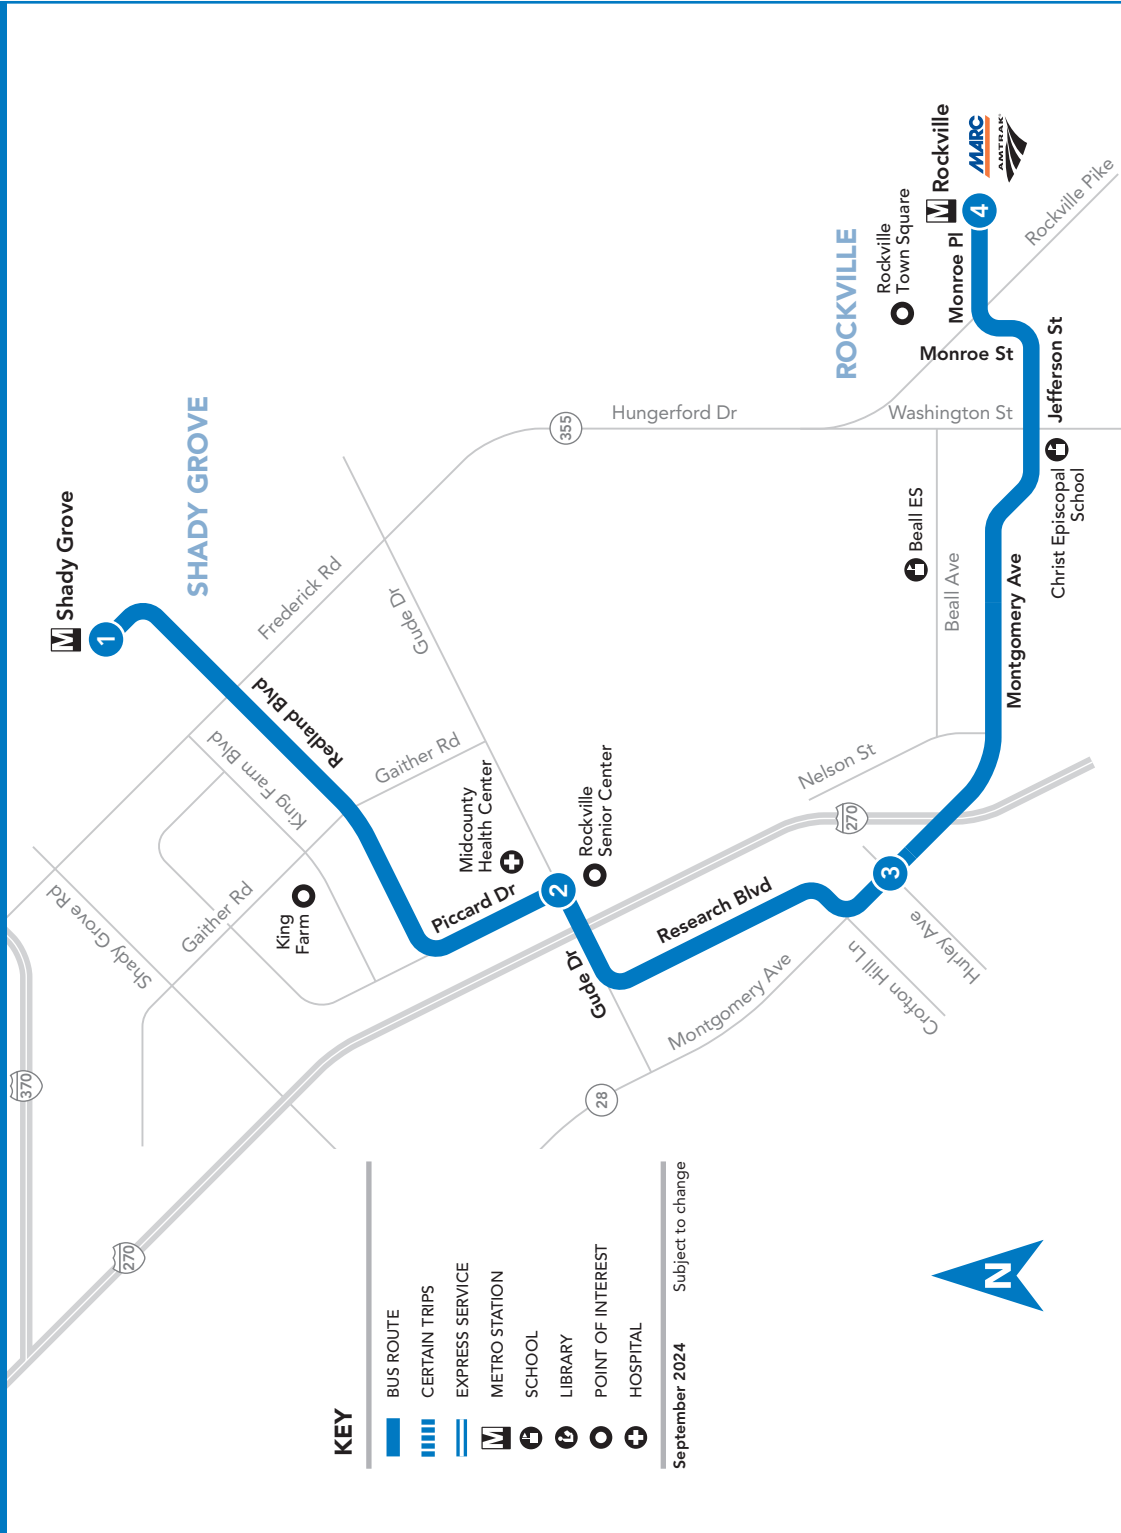 M Shady Grove
1
SHADY GROVE
Frederick Rd
Redland Blvd
King Farm Blvd
Gaither Rd
Gaither Rd
Shady Grove Rd
King
Farm
Gude Dr
355
Hungerford Dr
Midcounty
Health Center
Piccard Dr
2
Rockville
Senior Center
Gude Dr
Research Blvd
Montgomery Ave
28
370
270
270
Nelson St
3
Hurley Ave
Crofton Hill Ln
Beall ES
Beall Ave
Montgomery Ave
Christ Episcopal
School
Washington St
Jefferson St
Monroe St
Monroe Pl
ROCKVILLE
Rockville
Town Square
M Rockville
4
MARC
AMTRAK
Rockville Pike
KEY
BUS ROUTE
CERTAIN TRIPS
EXPRESS SERVICE
M METRO STATION
SCHOOL
LIBRARY
POINT OF INTEREST
HOSPITAL
September 2024 Subject to change
N